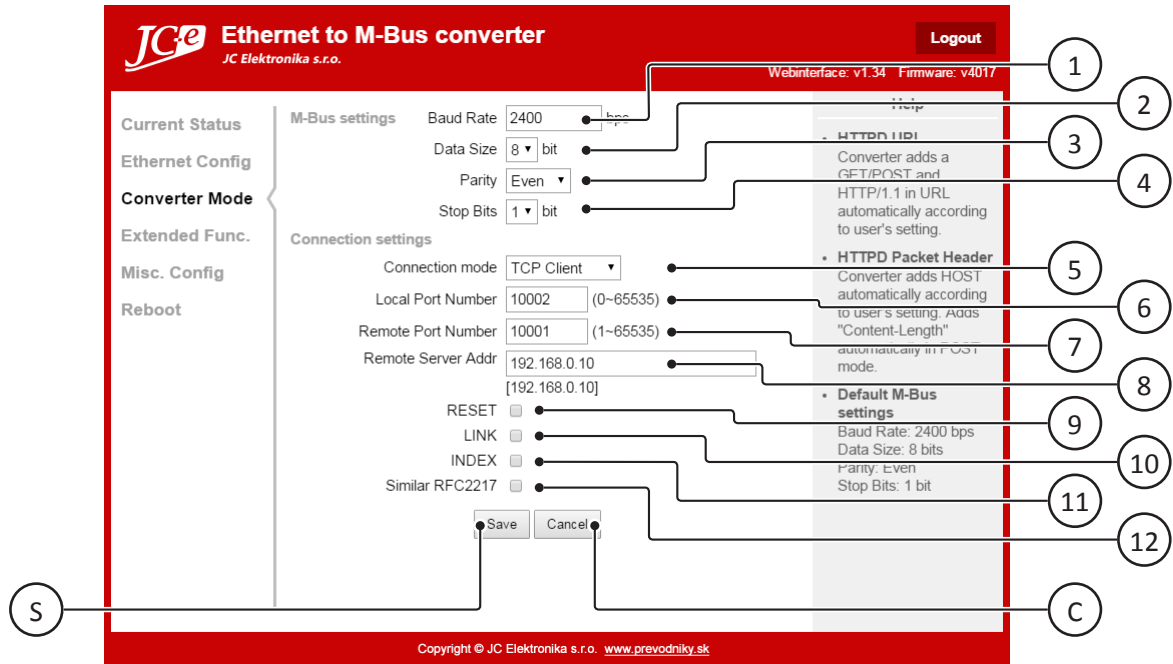 JC-e
Ethernet to M-Bus converter
JC Elektronika s.r.o.
Logout
Webinterface: v1.34 Firmware: v4017
Current Status
Ethernet Config
Converter Mode
Extended Func.
Misc. Config
Reboot
M-Bus settings
Baud Rate 2400 bps
Data Size 8 bit
Parity Even
Stop Bits 1 bit
Connection settings
Connection mode TCP Client
Local Port Number 10002 (0~65535)
Remote Port Number 10001 (1~65535)
Remote Server Addr 192.168.0.10
[192.168.0.10]
RESET
LINK
INDEX
Similar RFC2217
Save Cancel
Help
• HTTPD URL
Converter adds a
GET/POST and
HTTP/1.1 in URL
automatically according
to user's setting.
• HTTPD Packet Header
Converter adds HOST
automatically according
to user's setting. Adds
"Content-Length"
automatically in POST
mode.
• Default M-Bus
settings
Baud Rate: 2400 bps
Data Size: 8 bits
Parity: Even
Stop Bits: 1 bit
1
2
3
4
5
6
7
8
9
10
11
12
S
C
Copyright © JC Elektronika s.r.o. www.prevodniky.sk